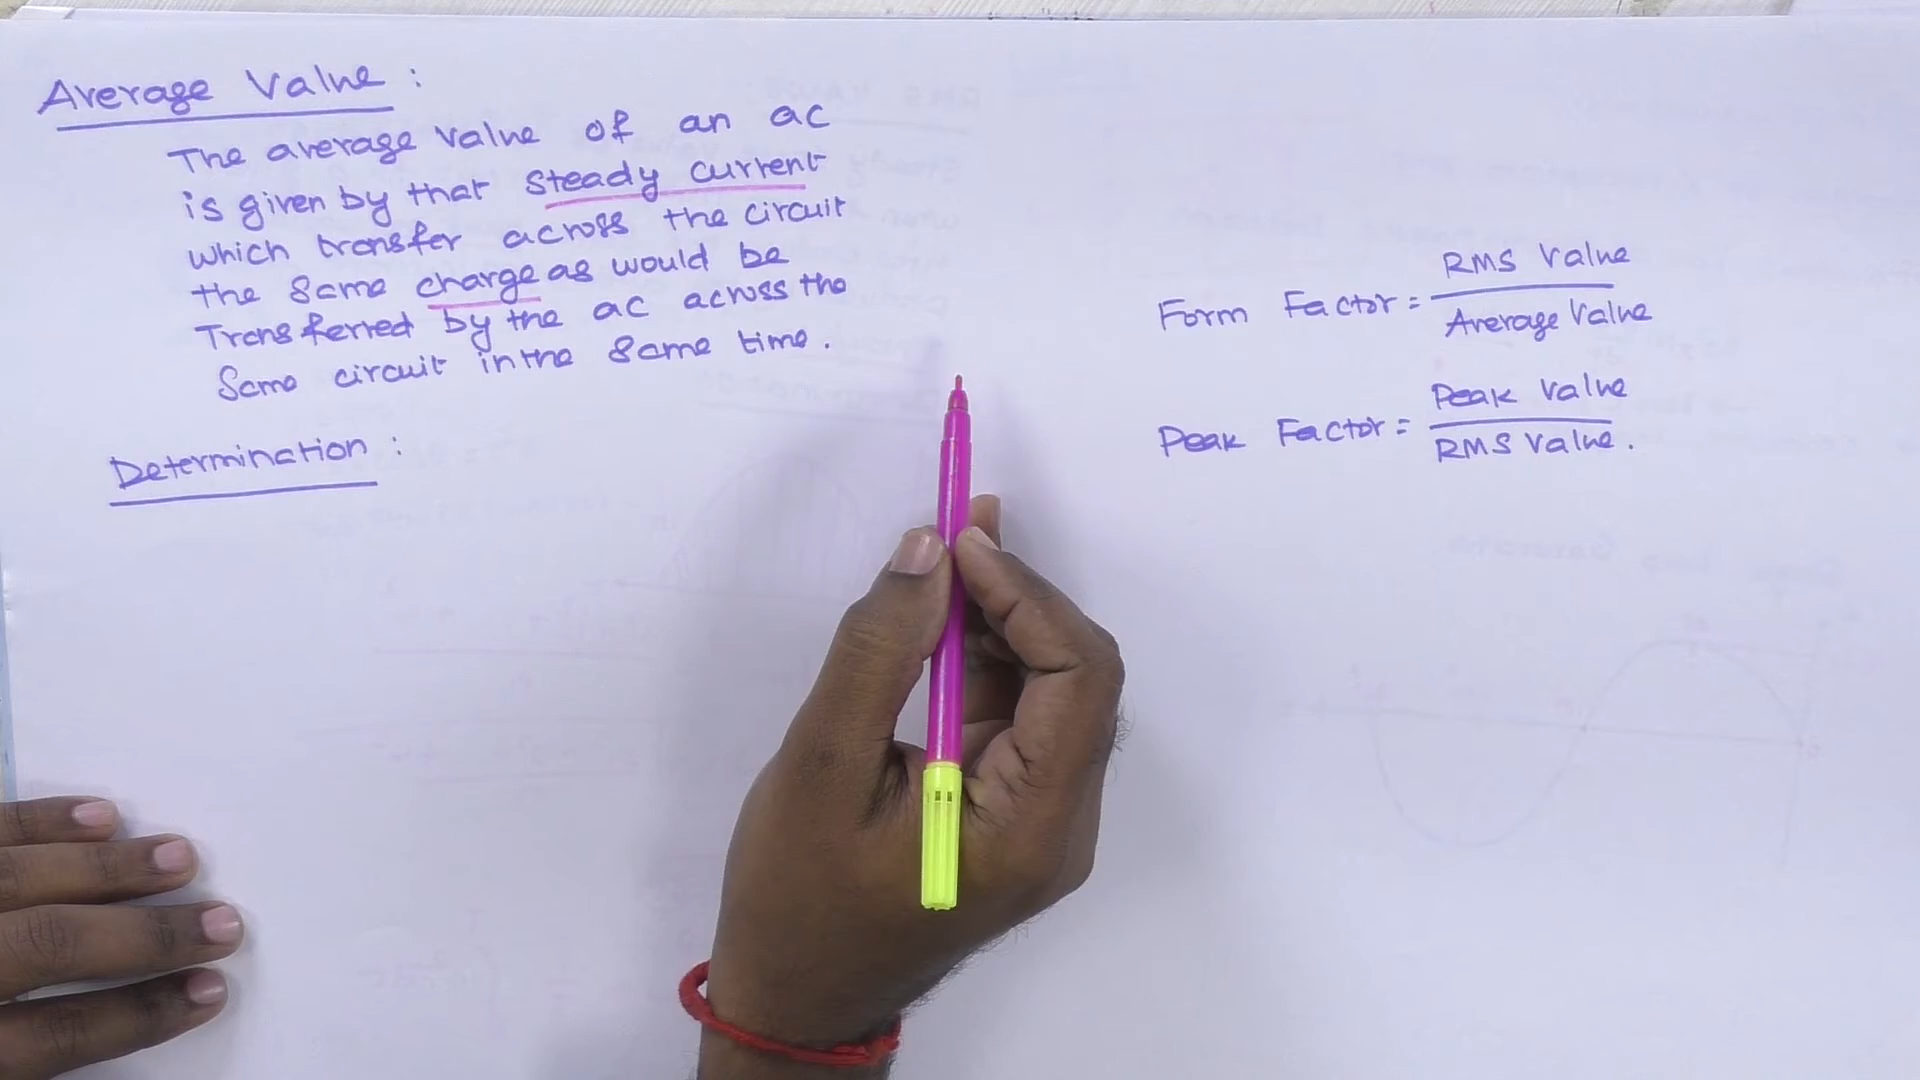 Average Value :
The average value of an ac
is given by that steady current
which transfer across the circuit
the same charge as would be
Transferred by the ac across the
Same circuit in the same time.
Determination :
Form Factor = RMS Value
Average Value
Peak Factor = Peak Value
RMS Value.